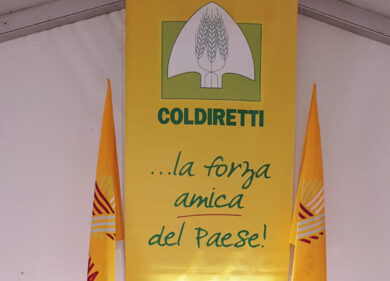 COLDIRETTI
...la forza
amica
del Paese!